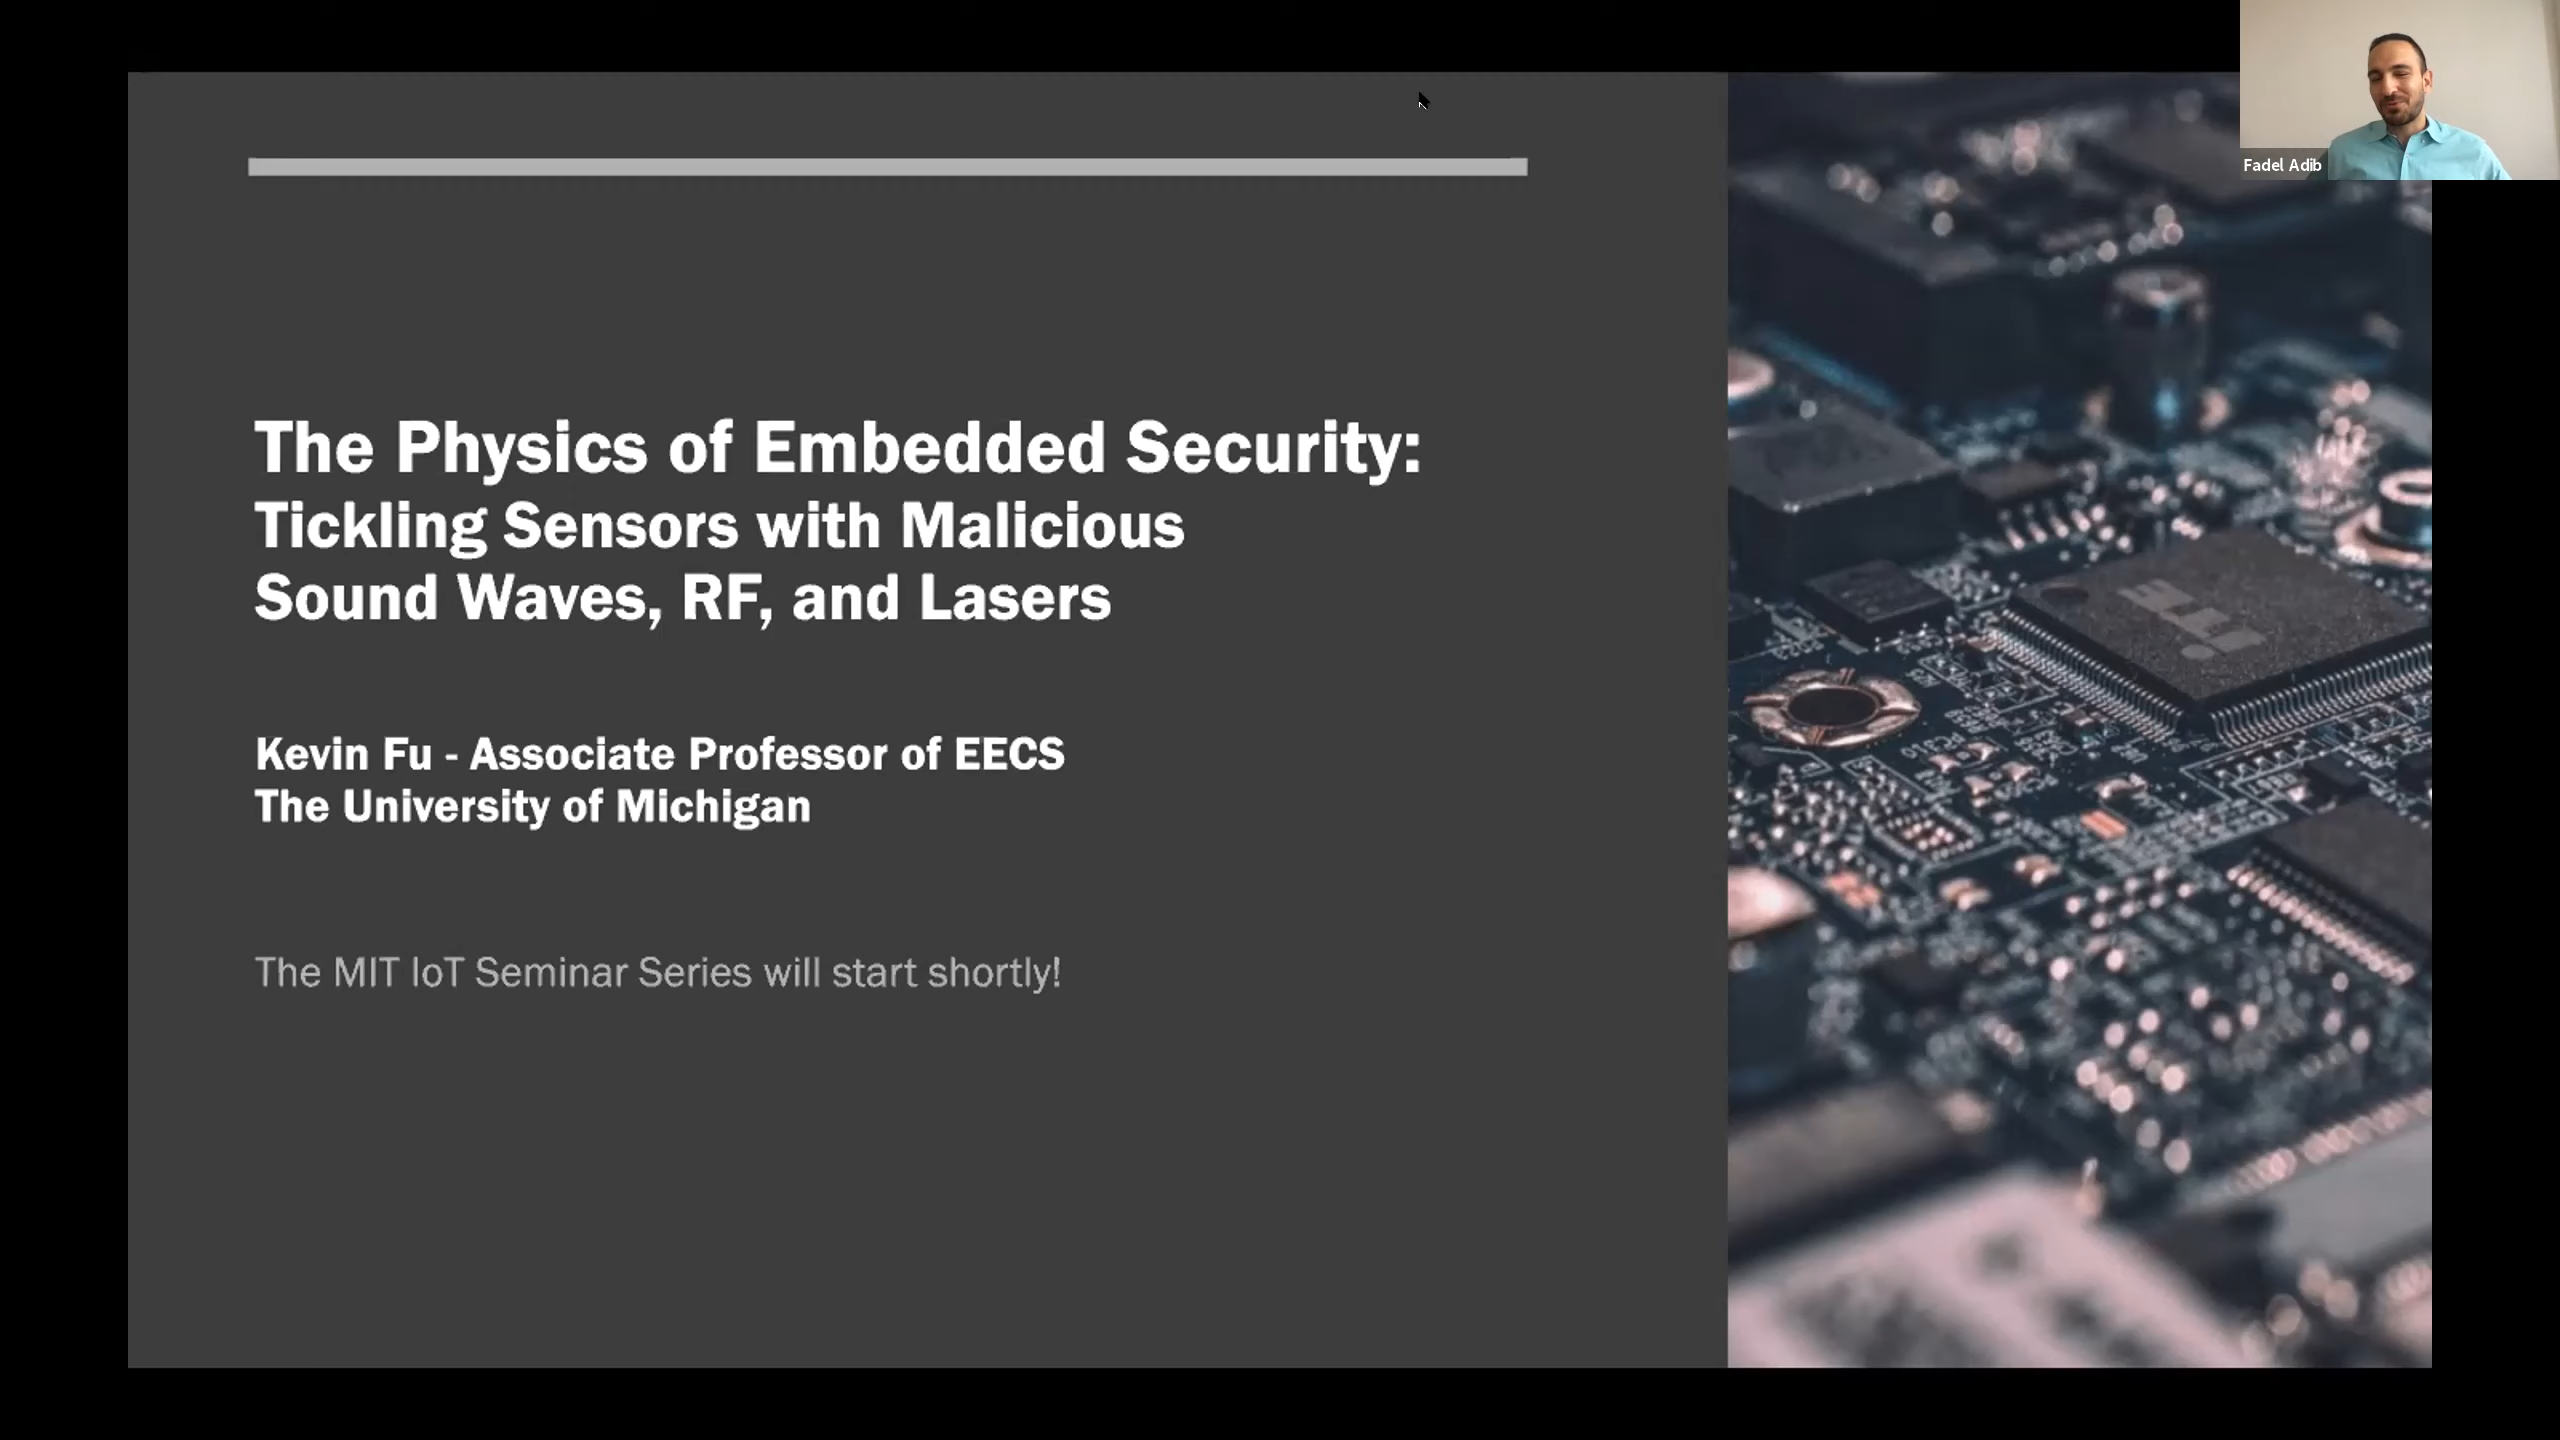 The Physics of Embedded Security:
Tickling Sensors with Malicious
Sound Waves, RF, and Lasers
Kevin Fu - Associate Professor of EECS
The University of Michigan
The MIT IoT Seminar Series will start shortly!
Fadel Adib